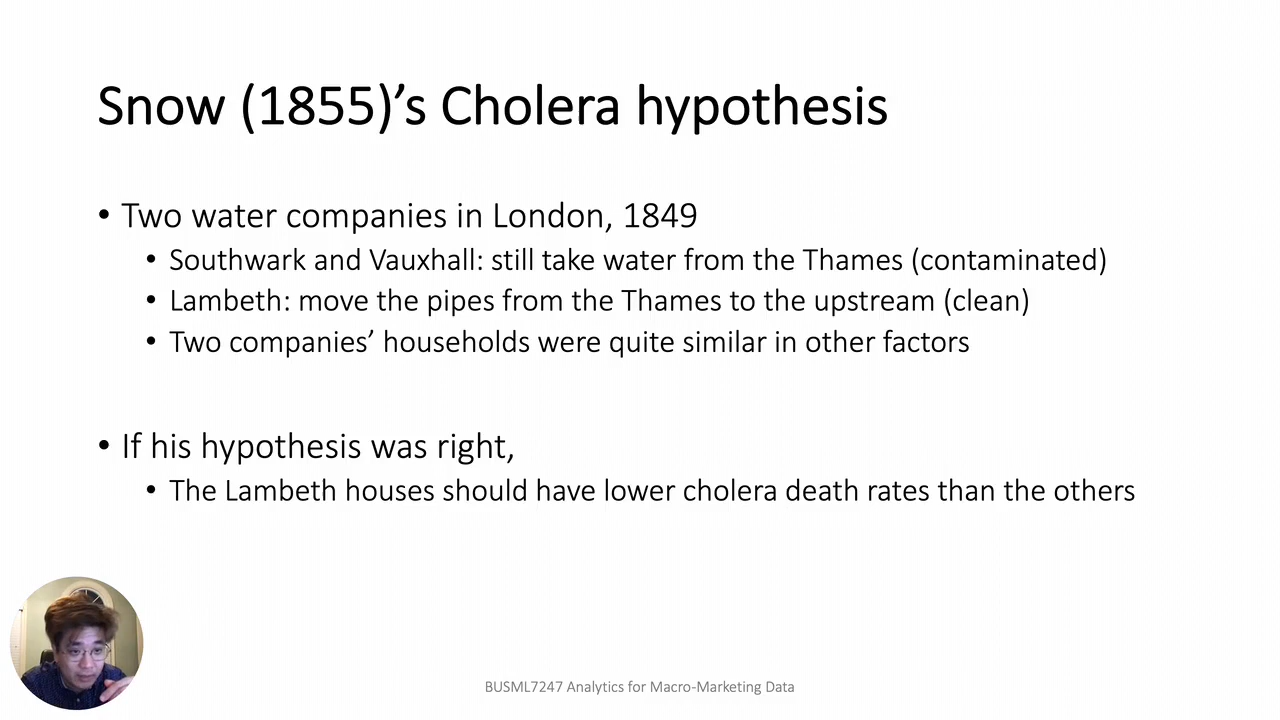 Snow (1855)’s Cholera hypothesis
• Two water companies in London, 1849
• Southwark and Vauxhall: still take water from the Thames (contaminated)
• Lambeth: move the pipes from the Thames to the upstream (clean)
• Two companies’ households were quite similar in other factors
• If his hypothesis was right,
• The Lambeth houses should have lower cholera death rates than the others
BUSML7247 Analytics for Macro-Marketing Data